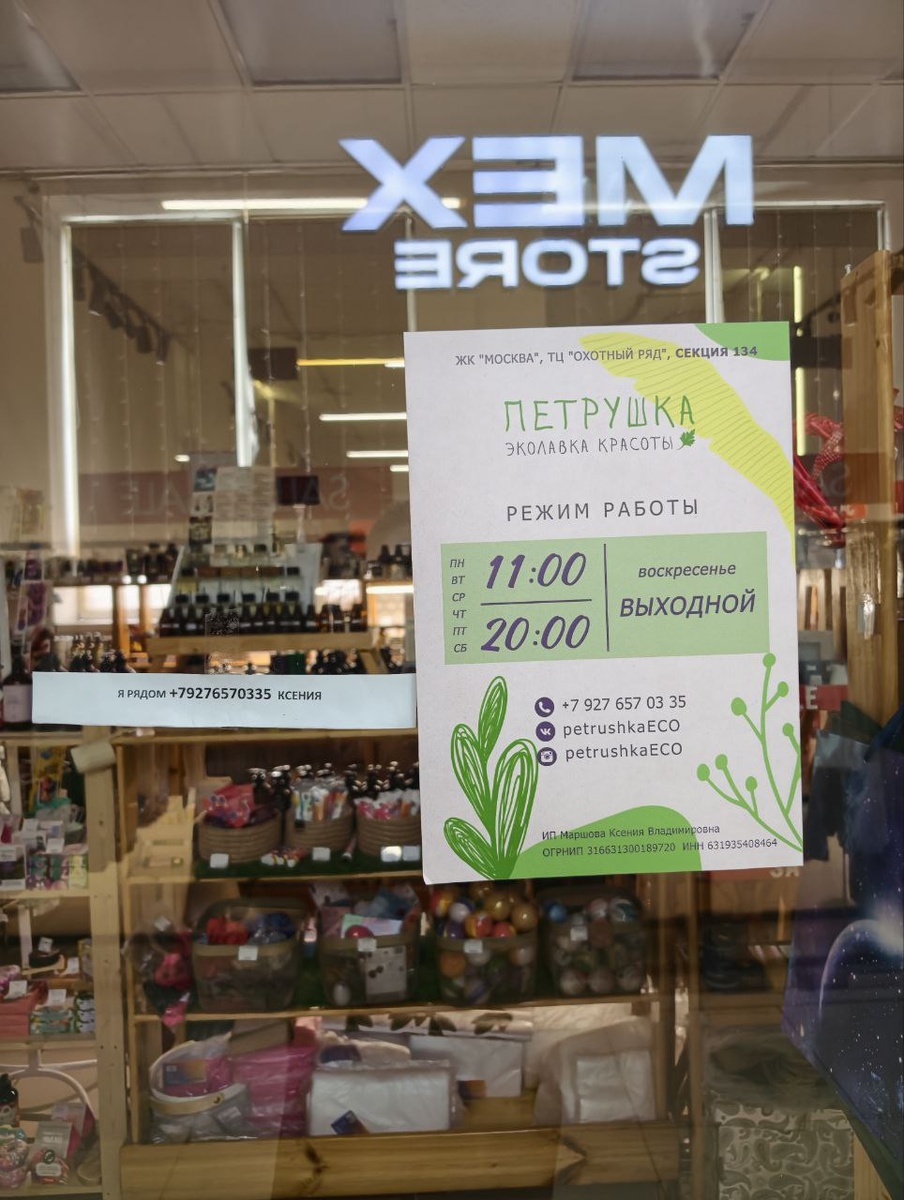 MEX
STORE
ЖК "МОСКВА", ТЦ "ОХОТНЫЙ РЯД", СЕКЦИЯ 134
ПЕТРУШКА
ЭКОЛАВКА КРАСОТЫ
РЕЖИМ РАБОТЫ
ПН
ВТ
СР
ЧТ
ПТ
СБ
11:00
20:00
воскресенье
ВЫХОДНОЙ
Я РЯДОМ +79276570335 КСЕНИЯ
+7 927 657 03 35
petrushkaECO
petrushkaECO
ИП Маршова Ксения Владимировна
ОГРНИП 316631300189720 ИНН 631935408464